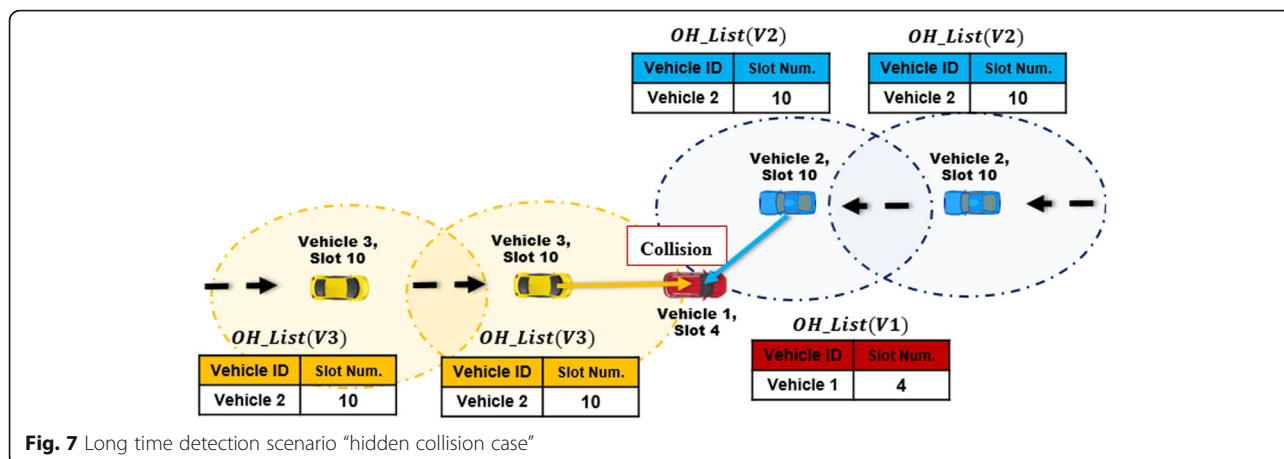 OH_List(V2)
OH_List(V2)
Vehicle ID Slot Num.
Vehicle 2 10
Vehicle ID Slot Num.
Vehicle 2 10
Vehicle 2,
Slot 10
Vehicle 2,
Slot 10
Vehicle 3,
Slot 10
Vehicle 3,
Slot 10
Collision
Vehicle 1,
Slot 4
OH_List(V3)
Vehicle ID Slot Num.
Vehicle 2 10
OH_List(V3)
Vehicle ID Slot Num.
Vehicle 2 10
OH_List(V1)
Vehicle ID Slot Num.
Vehicle 1 4
Fig. 7 Long time detection scenario “hidden collision case”